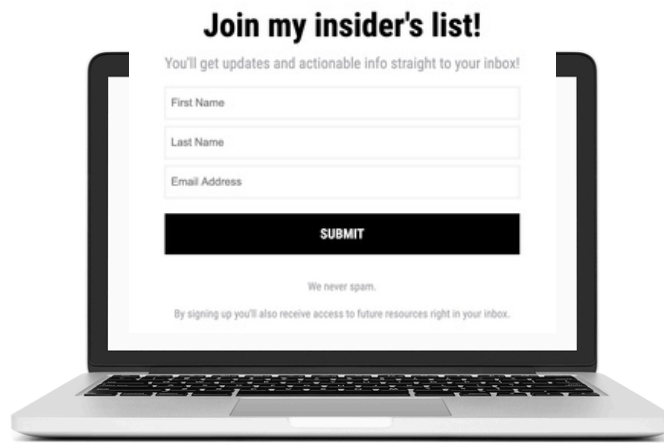 Join my insider's list!
You'll get updates and actionable info straight to your inbox!
First Name
Last Name
Email Address
SUBMIT
We never spam.
By signing up you'll also receive access to future resources right in your inbox.